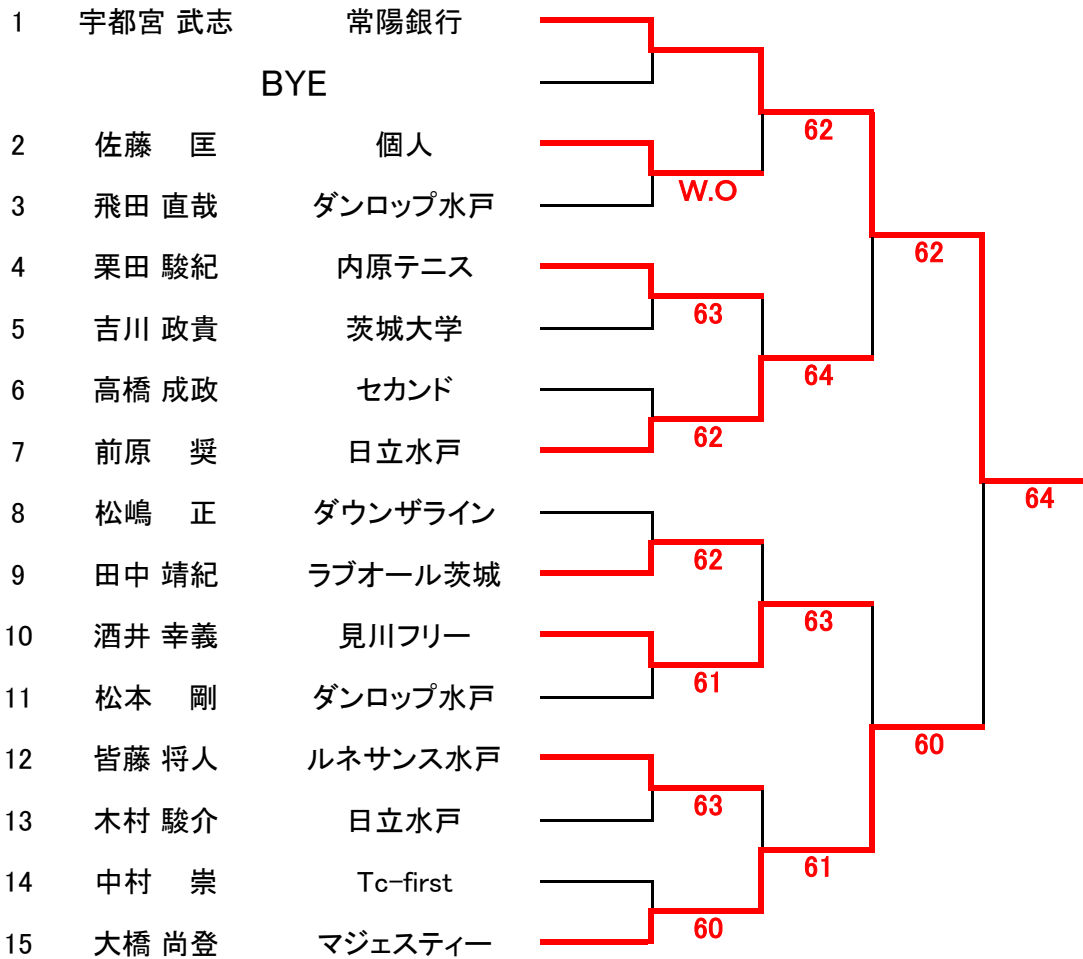 1 宇都宮 武志 常陽銀行
BYE
62
2 佐藤 匡 個人
W.O
3 飛田 直哉 ダンロップ水戸
62
4 栗田 駿紀 内原テニス
63
5 吉川 政貴 茨城大学
64
6 高橋 成政 セカンド
62
7 前原 奨 日立水戸
64
8 松嶋 正 ダウンザライン
62
9 田中 靖紀 ラブオール茨城
63
10 酒井 幸義 見川フリー
61
11 松本 剛 ダンロップ水戸
60
12 皆藤 将人 ルネサンス水戸
63
13 木村 駿介 日立水戸
61
14 中村 崇 Tc-first
60
15 大橋 尚登 マジェスティー